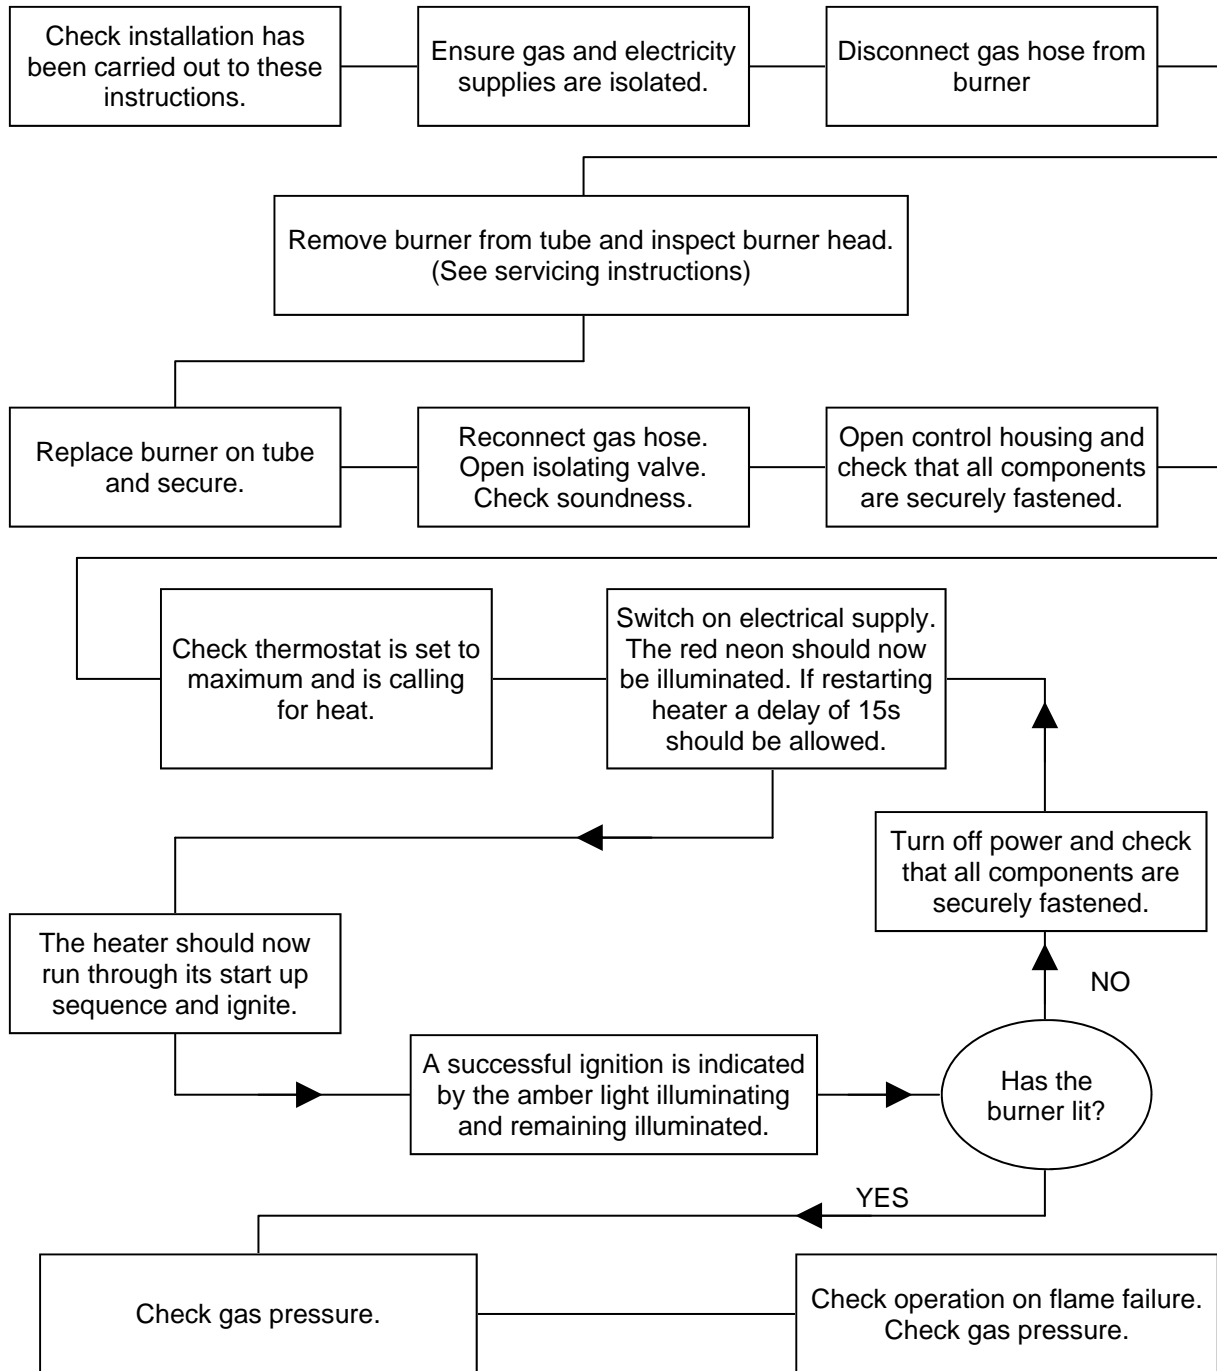 Check installation has
been carried out to these
instructions.
Ensure gas and electricity
supplies are isolated.
Disconnect gas hose from
burner
Remove burner from tube and inspect burner head.
(See servicing instructions)
Replace burner on tube
and secure.
Reconnect gas hose.
Open isolating valve.
Check soundness.
Open control housing and
check that all components
are securely fastened.
Check thermostat is set to
maximum and is calling
for heat.
Switch on electrical supply.
The red neon should now
be illuminated. If restarting
heater a delay of 15s
should be allowed.
Turn off power and check
that all components are
securely fastened.
The heater should now
run through its start up
sequence and ignite.
NO
A successful ignition is indicated
by the amber light illuminating
and remaining illuminated.
Has the
burner lit?
YES
Check gas pressure.
Check operation on flame failure.
Check gas pressure.